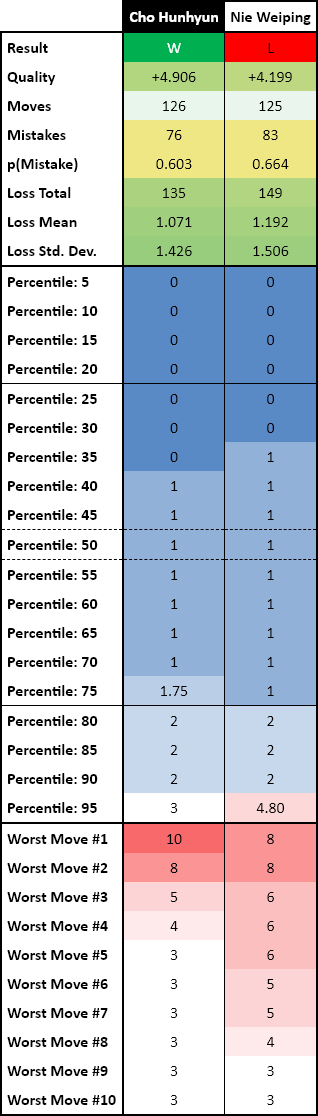 Cho Hunhyun Nie Weiping
Result W L
Quality +4.906 +4.199
Moves 126 125
Mistakes 76 83
p(Mistake) 0.603 0.664
Loss Total 135 149
Loss Mean 1.071 1.192
Loss Std. Dev. 1.426 1.506
Percentile: 5 0 0
Percentile: 10 0 0
Percentile: 15 0 0
Percentile: 20 0 0
Percentile: 25 0 0
Percentile: 30 0 0
Percentile: 35 0 1
Percentile: 40 1 1
Percentile: 45 1 1
Percentile: 50 1 1
Percentile: 55 1 1
Percentile: 60 1 1
Percentile: 65 1 1
Percentile: 70 1 1
Percentile: 75 1.75 1
Percentile: 80 2 2
Percentile: 85 2 2
Percentile: 90 2 2
Percentile: 95 3 4.80
Worst Move #1 10 8
Worst Move #2 8 8
Worst Move #3 5 6
Worst Move #4 4 6
Worst Move #5 3 6
Worst Move #6 3 5
Worst Move #7 3 5
Worst Move #8 3 4
Worst Move #9 3 3
Worst Move #10 3 3